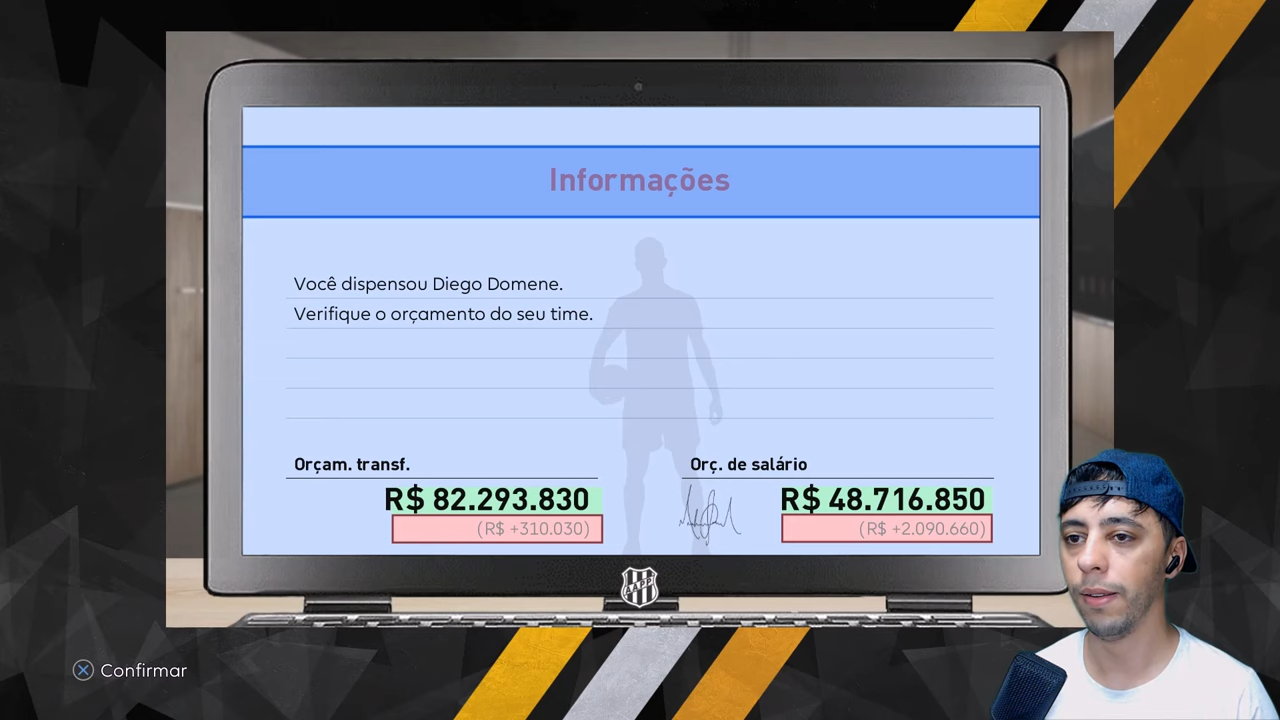 Informações
Você dispensou Diego Domene.
Verifique o orçamento do seu time.
Orçam. transf.
Orç. de salário
R$ 82.293.830
R$ 48.716.850
(R$ +310.030)
(R$ +2.090.660)
A.A.P.P.
Confirmar